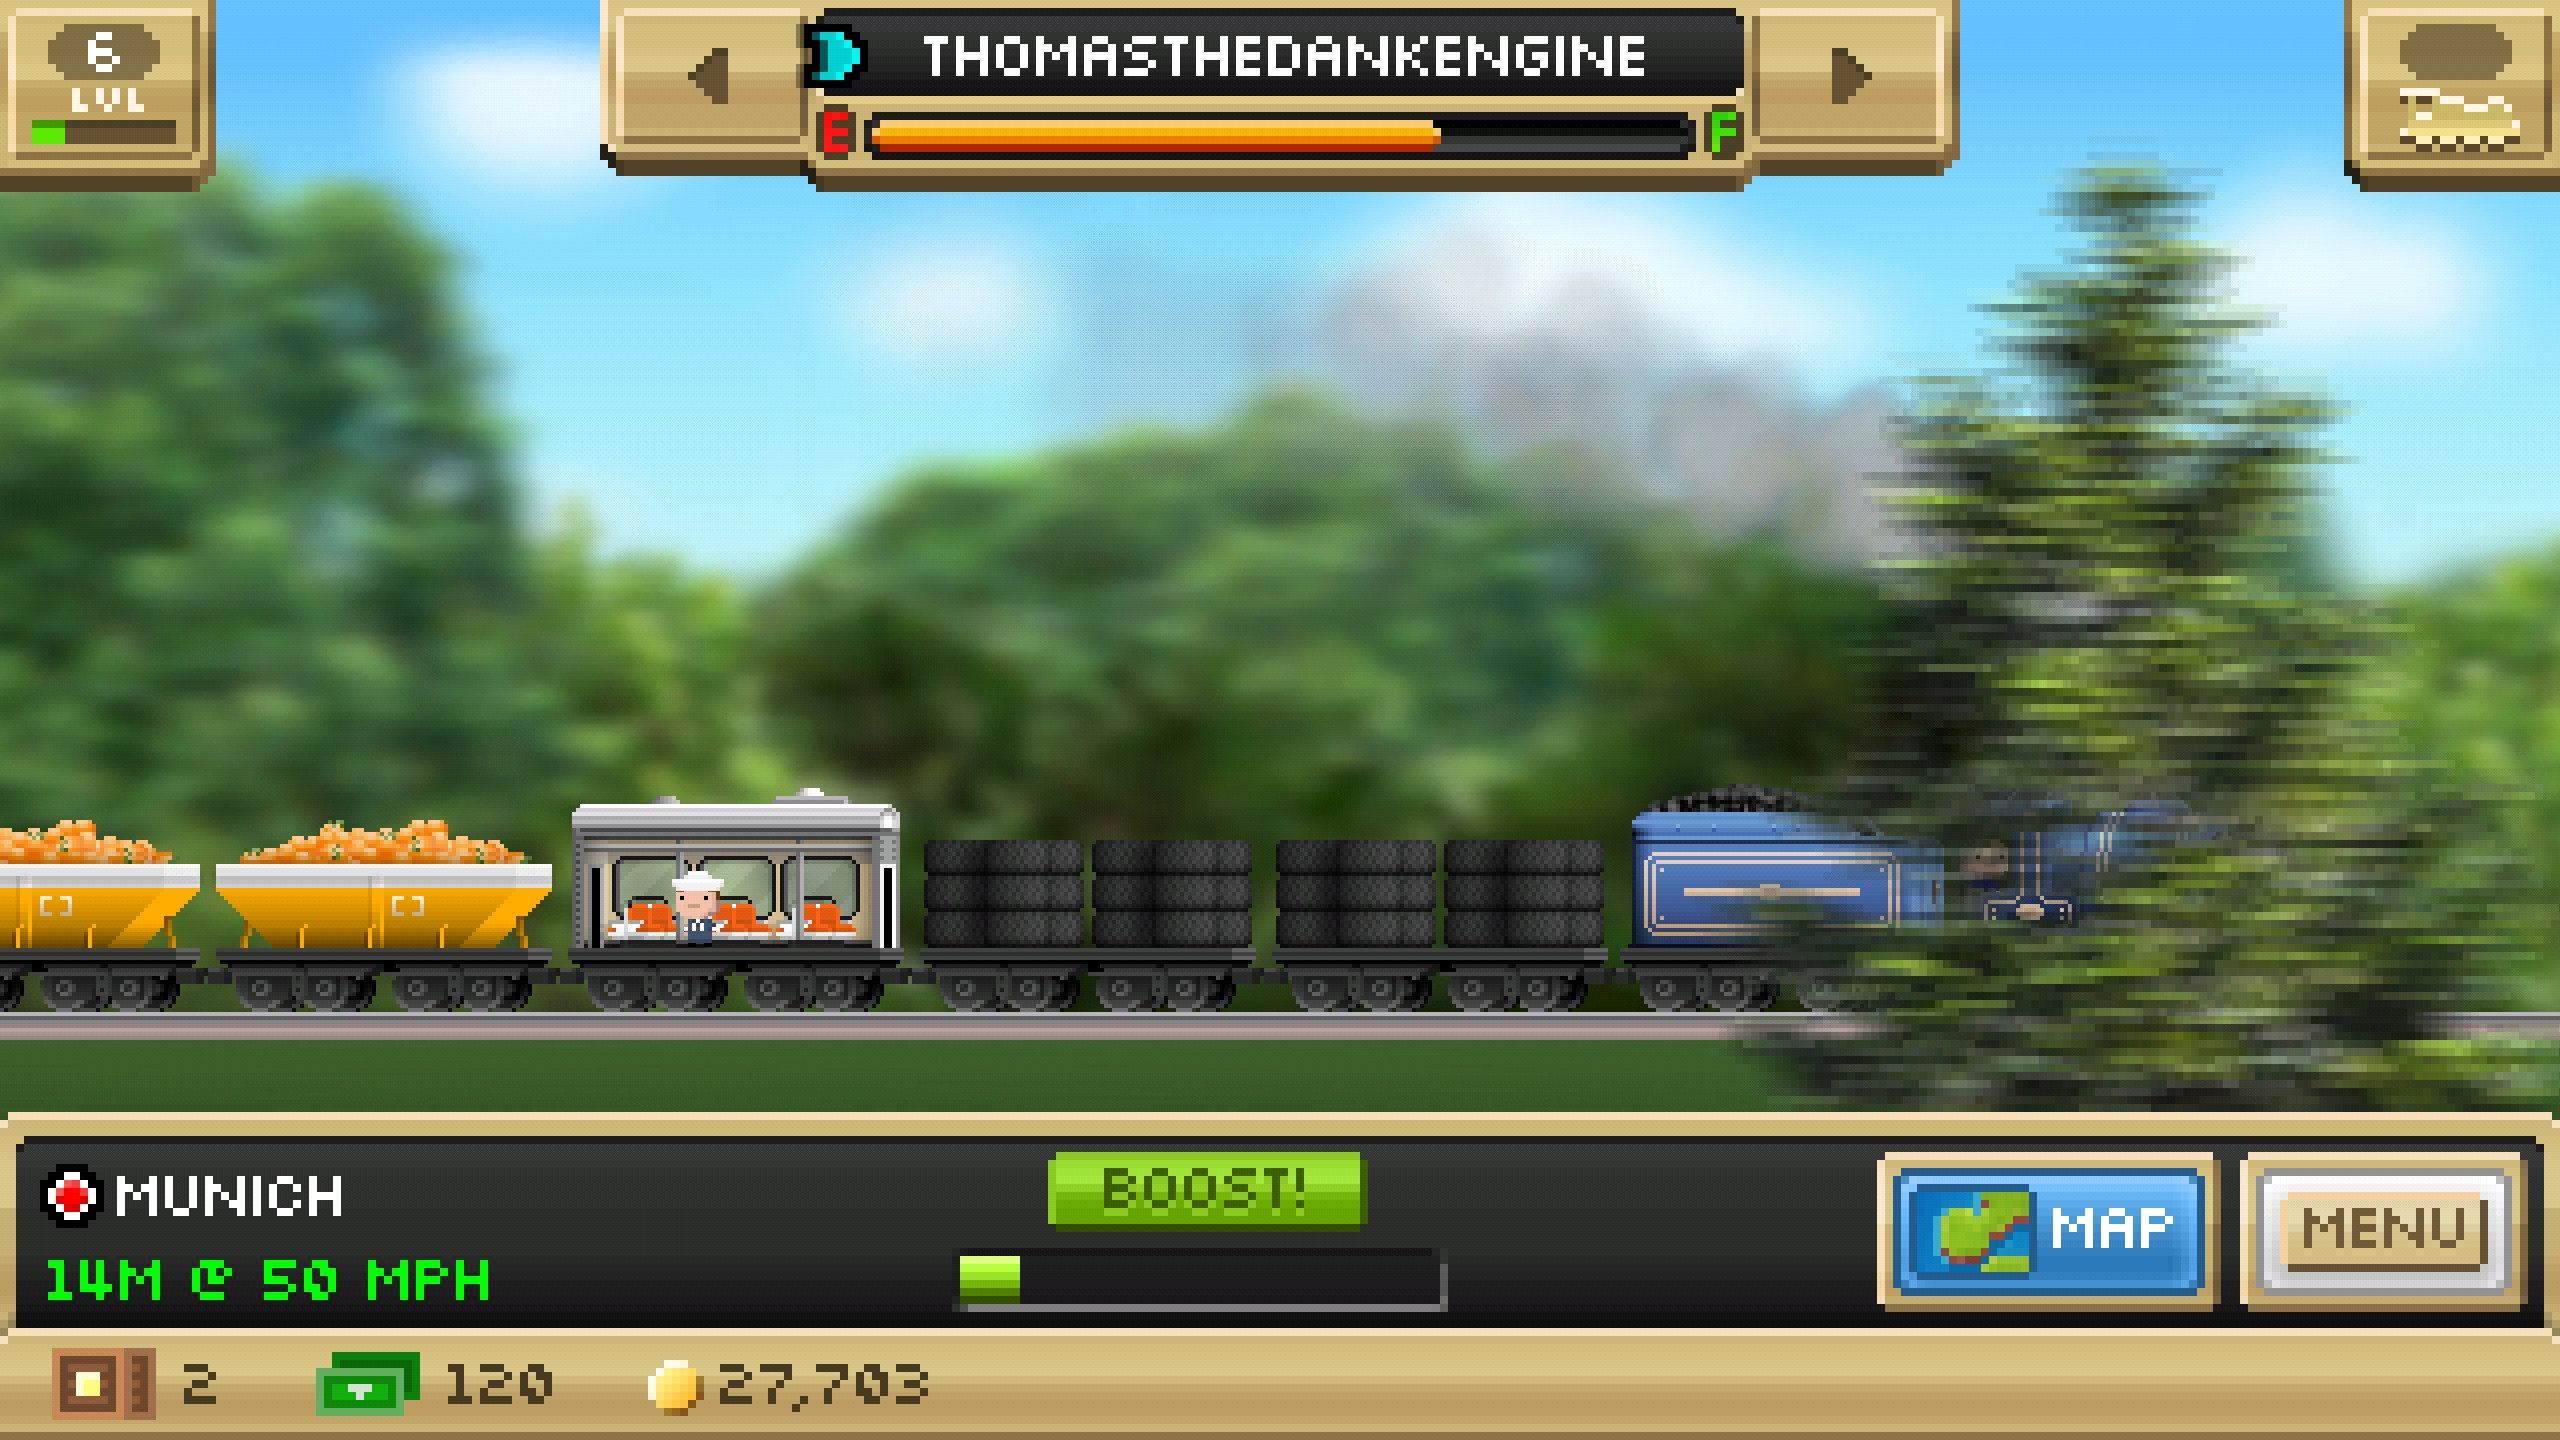 6
LVL
THOMASTHEDANKENGINE
E F
MUNICH
14M @ 50 MPH
BOOST!
MAP
MENU
2 120 27,703